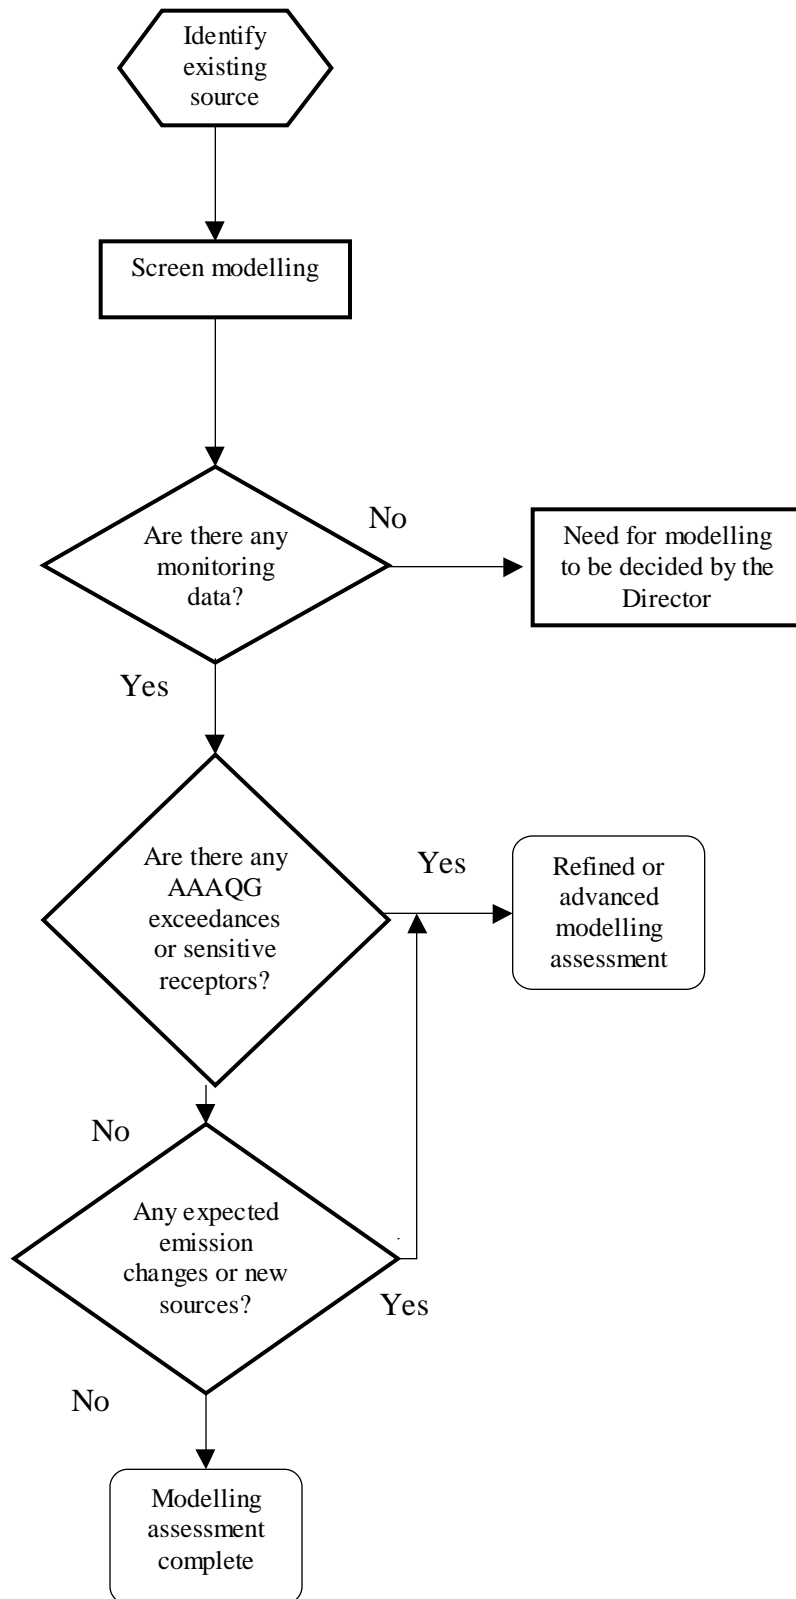 Identify
existing
source
Screen modelling
Are there any
monitoring
data?
No
Need for modelling
to be decided by the
Director
Yes
Are there any
AAAQG
exceedances
or sensitive
receptors?
Yes
Refined or
advanced
modelling
assessment
No
Any expected
emission
changes or new
sources?
Yes
No
Modelling
assessment
complete